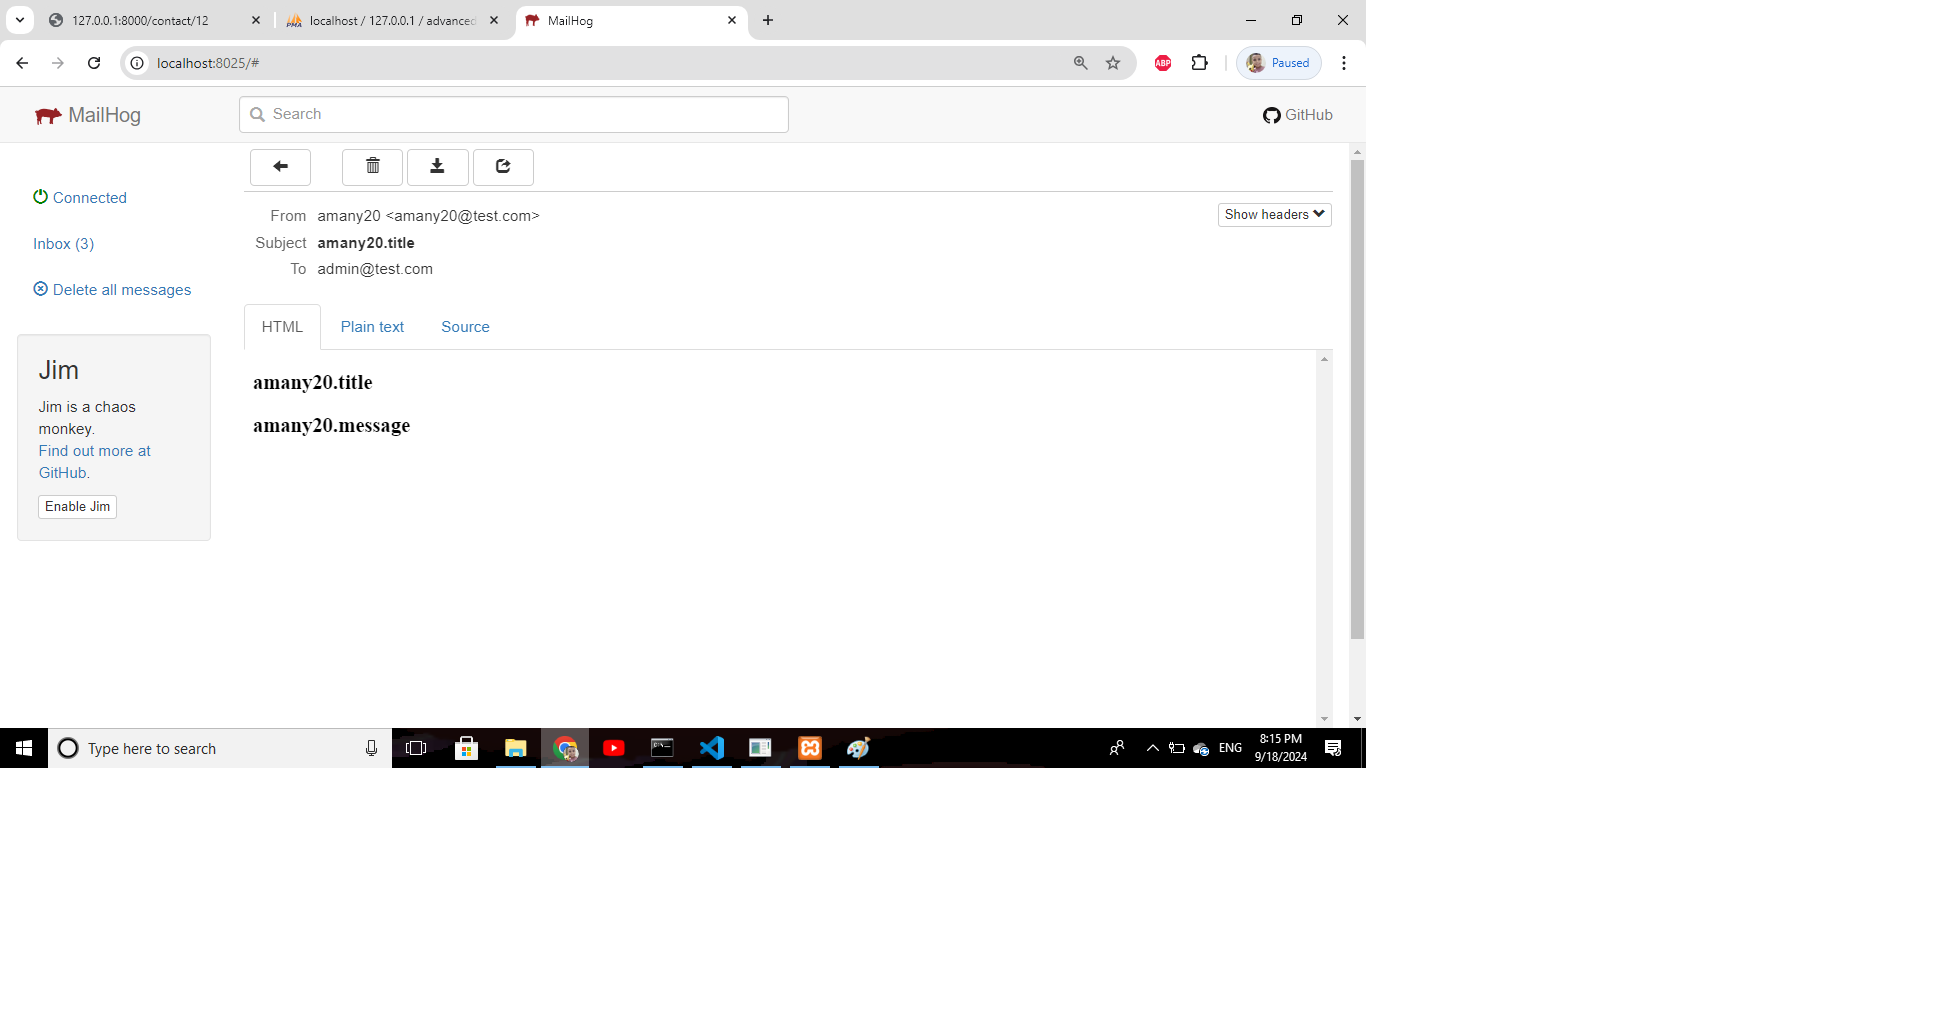 127.0.0.1:8000/contact/12
localhost / 127.0.0.1 / advanced
MailHog
localhost:8025/#
ABP
Paused
MailHog
Search
GitHub
Connected
Inbox (3)
Delete all messages
Jim
Jim is a chaos
monkey.
Find out more at
GitHub.
Enable Jim
From amany20 <amany20@test.com>
Show headers
Subject amany20.title
To admin@test.com
HTML Plain text Source
amany20.title
amany20.message
Type here to search
ENG
8:15 PM
9/18/2024